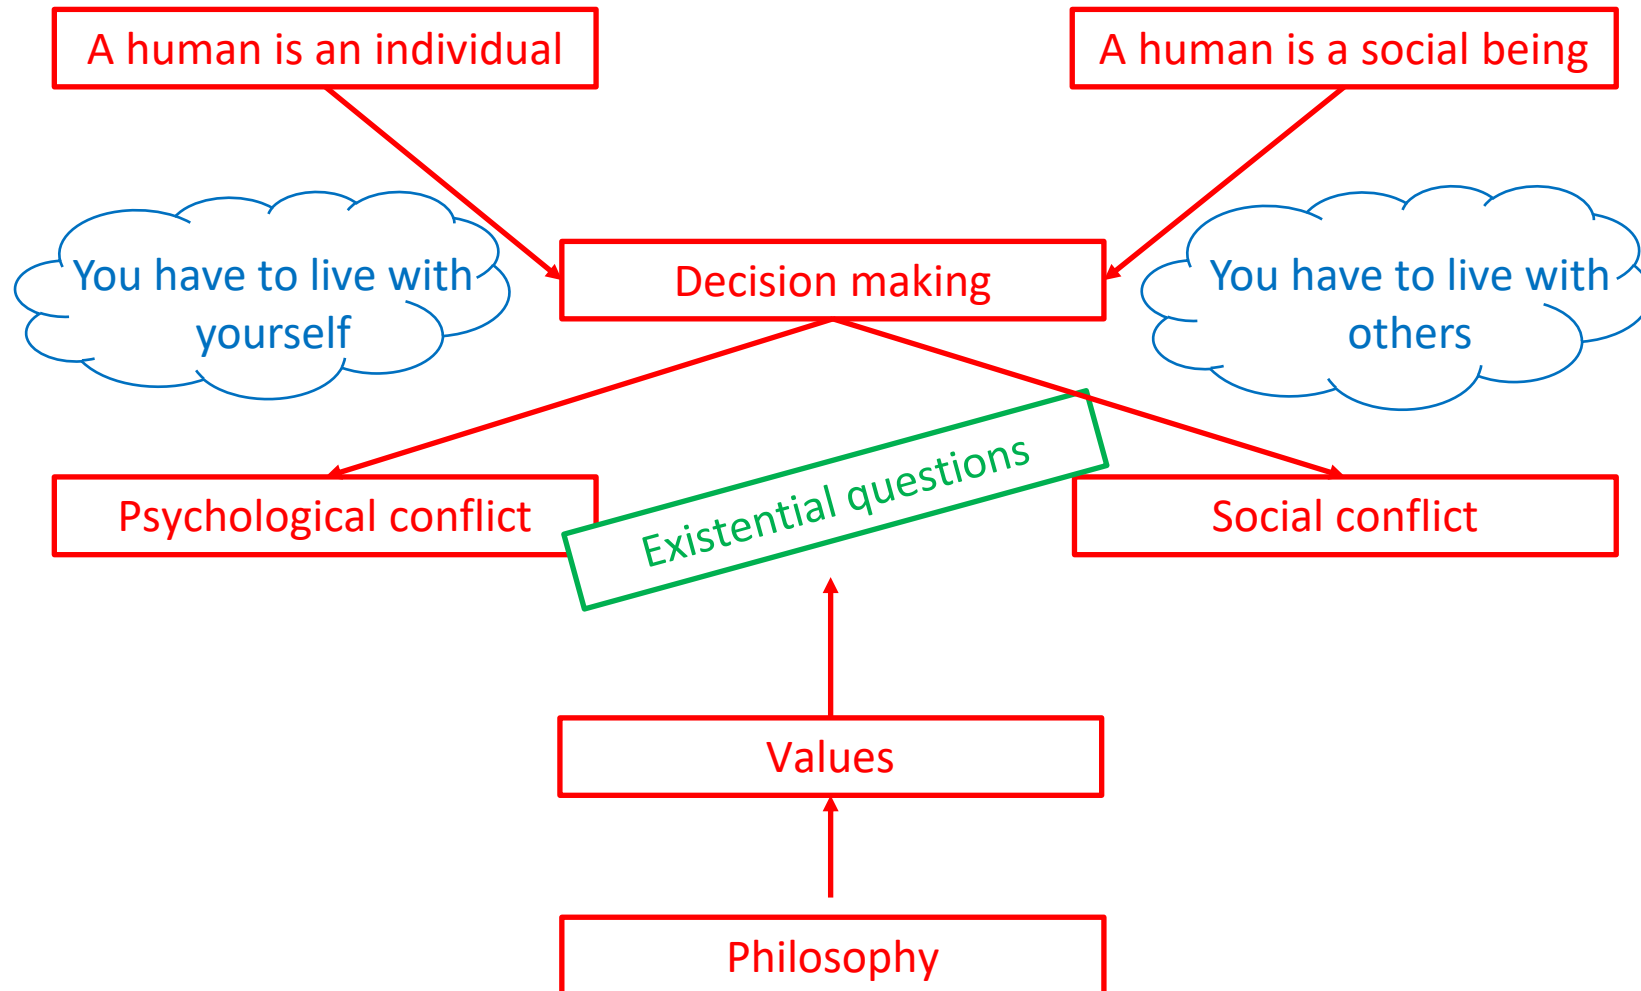 A human is an individual
A human is a social being
You have to live with
yourself
Decision making
You have to live with
others
Psychological conflict
Existential questions
Social conflict
Values
Philosophy